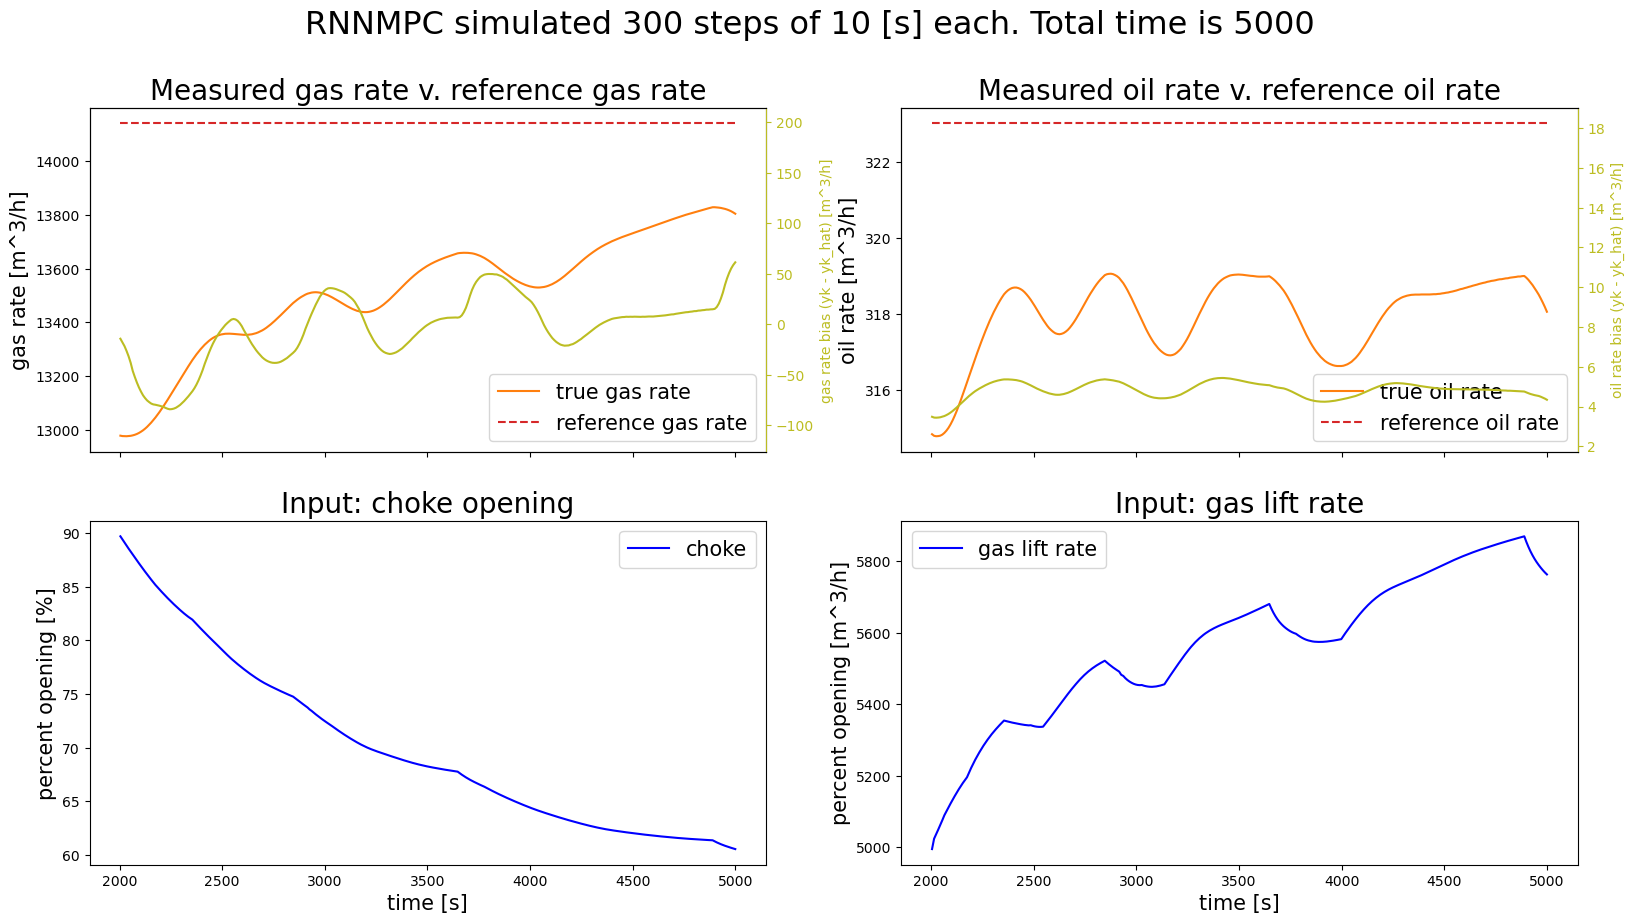 RNNMPC simulated 300 steps of 10 [s] each. Total time is 5000
Measured gas rate v. reference gas rate
gas rate [m^3/h]
14000
13800
13600
13400
13200
13000
200
150
100
50
0
−50
−100
gas rate bias (yk - yk_hat) [m^3/h]
true gas rate
reference gas rate
Measured oil rate v. reference oil rate
oil rate [m^3/h]
322
320
318
316
18
16
14
12
10
8
6
4
2
oil rate bias (yk - yk_hat) [m^3/h]
true oil rate
reference oil rate
Input: choke opening
percent opening [%]
90
85
80
75
70
65
60
choke
2000 2500 3000 3500 4000 4500 5000
time [s]
Input: gas lift rate
percent opening [m^3/h]
5800
5600
5400
5200
5000
gas lift rate
2000 2500 3000 3500 4000 4500 5000
time [s]